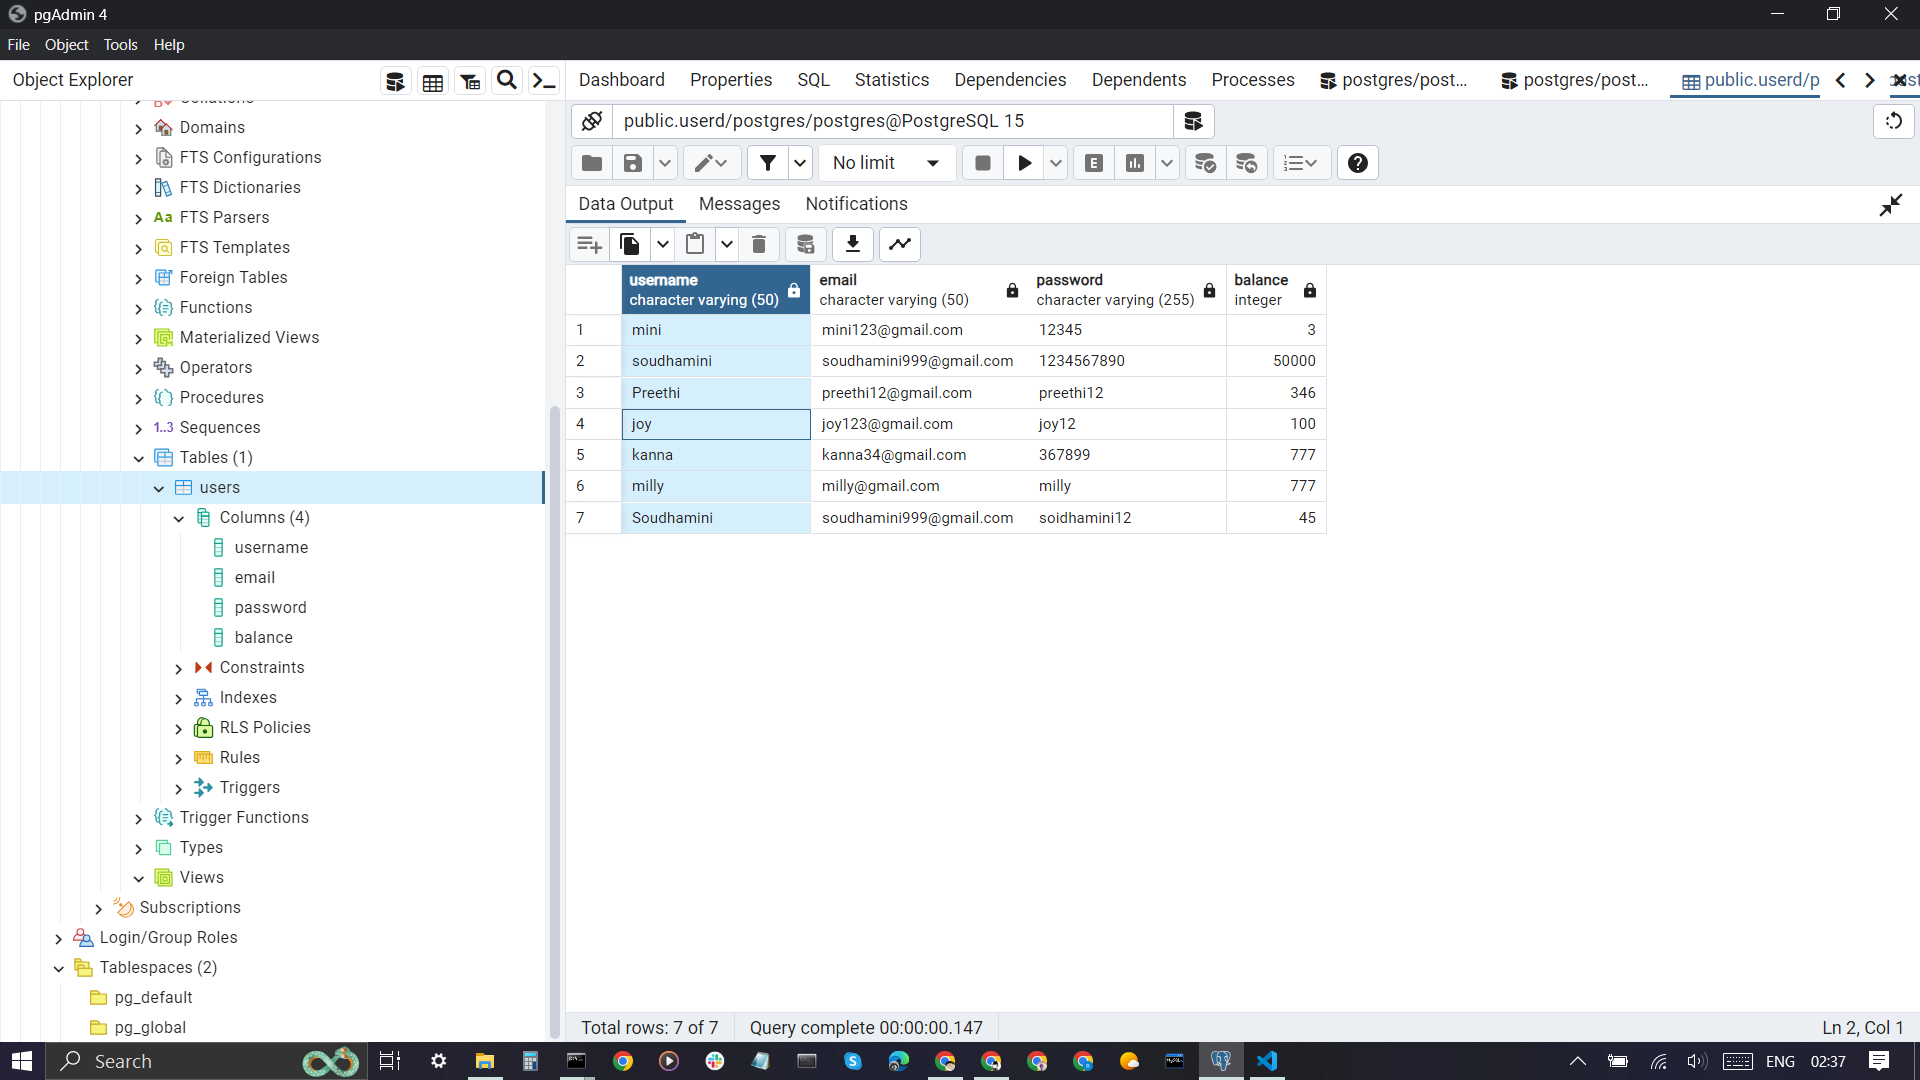 pgAdmin 4
File Object Tools Help
Object Explorer
Domains
FTS Configurations
FTS Dictionaries
Aa FTS Parsers
FTS Templates
Foreign Tables
Functions
Materialized Views
Operators
Procedures
1..3 Sequences
Tables (1)
users
Columns (4)
username
email
password
balance
Constraints
Indexes
RLS Policies
Rules
Triggers
Trigger Functions
Types
Views
Subscriptions
Login/Group Roles
Tablespaces (2)
pg_default
pg_global
Dashboard Properties SQL Statistics Dependencies Dependents Processes postgres/post... postgres/post... public.userd/p
public.userd/postgres/postgres@PostgreSQL 15
No limit E
Data Output Messages Notifications
username email password balance
character varying (50) character varying (50) character varying (255) integer
1 mini mini123@gmail.com 12345 3
2 soudhamini soudhamini999@gmail.com 1234567890 50000
3 Preethi preethi12@gmail.com preethi12 346
4 joy joy123@gmail.com joy12 100
5 kanna kanna34@gmail.com 367899 777
6 milly milly@gmail.com milly 777
7 Soudhamini soudhamini999@gmail.com soidhamini12 45
Total rows: 7 of 7 Query complete 00:00:00.147 Ln 2, Col 1
Search ENG 02:37